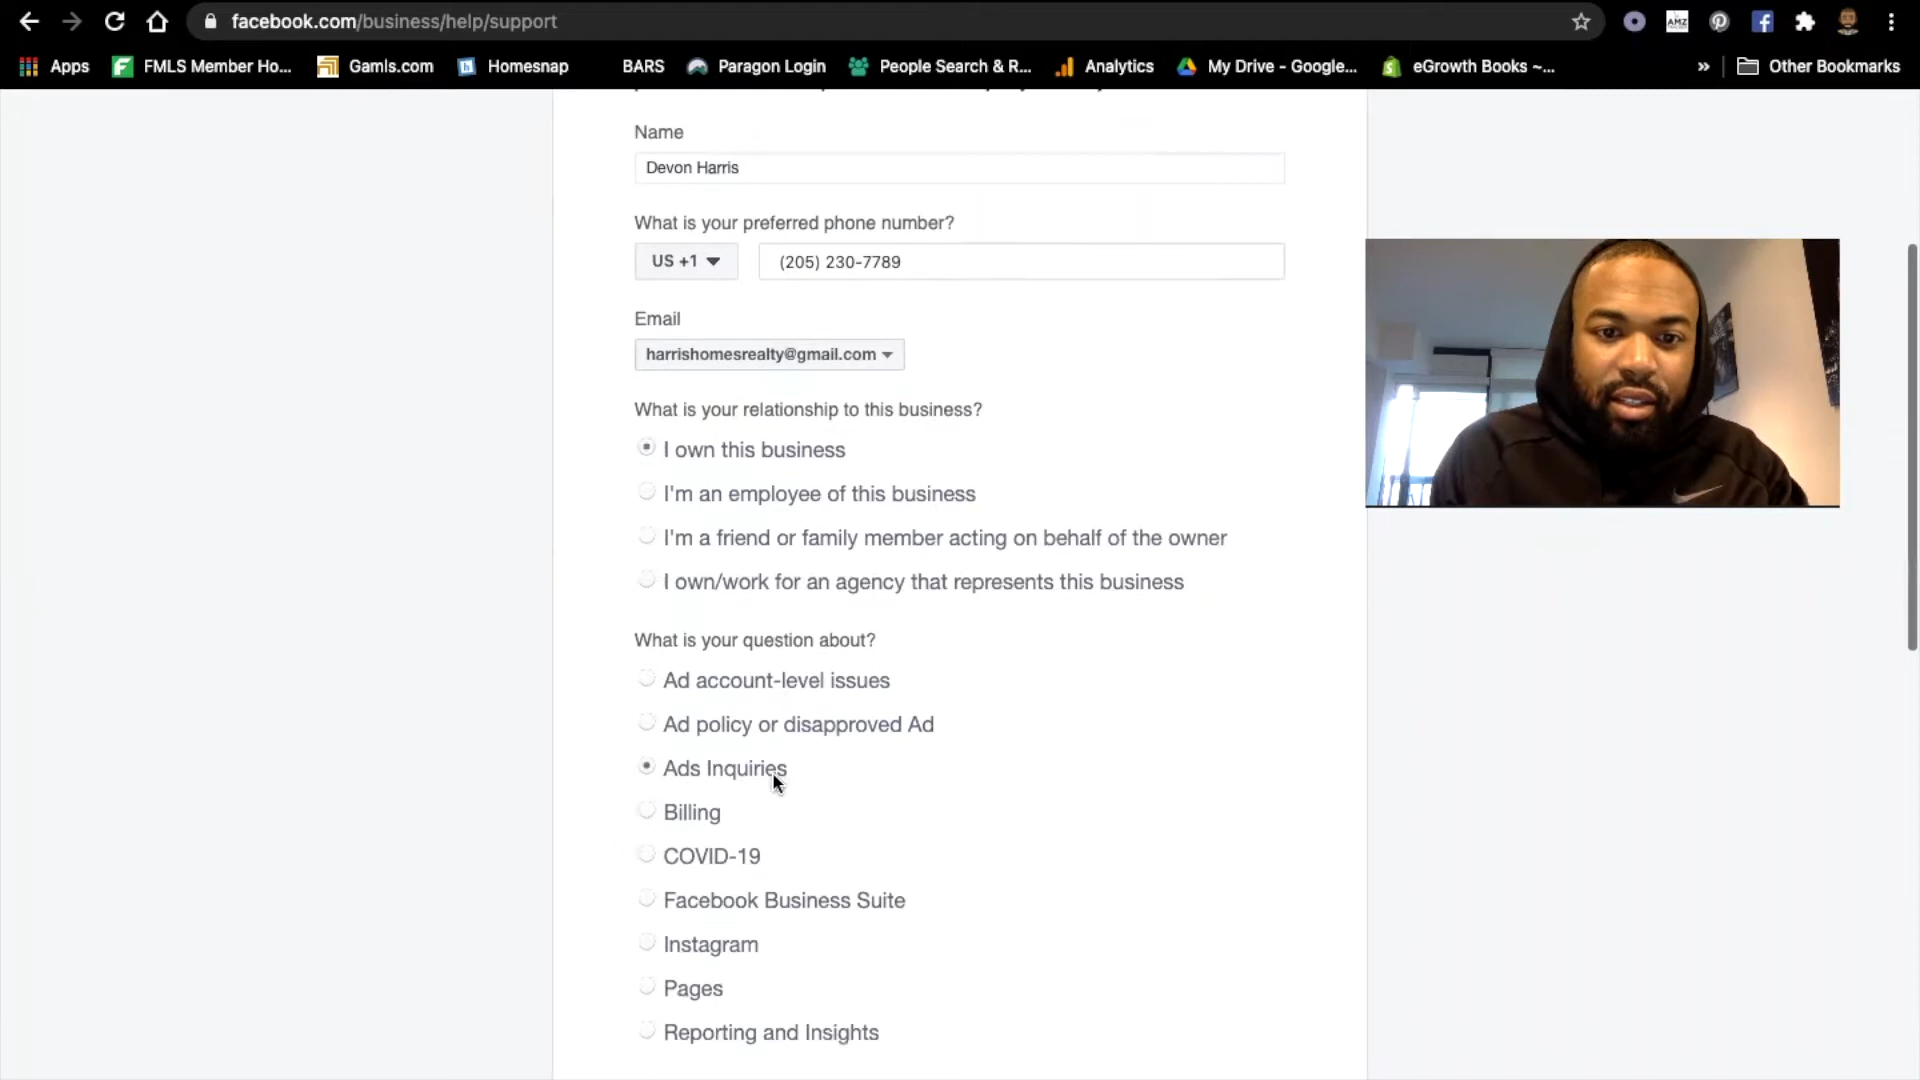 facebook.com/business/help/support
Apps FMLS Member Ho... Gamls.com Homesnap BARS Paragon Login People Search & R... Analytics My Drive - Google... eGrowth Books ~... » Other Bookmarks
AMZ
Name
Devon Harris
What is your preferred phone number?
US +1 (205) 230-7789
Email
harrishomesrealty@gmail.com
What is your relationship to this business?
I own this business
I'm an employee of this business
I'm a friend or family member acting on behalf of the owner
I own/work for an agency that represents this business
What is your question about?
Ad account-level issues
Ad policy or disapproved Ad
Ads Inquiries
Billing
COVID-19
Facebook Business Suite
Instagram
Pages
Reporting and Insights